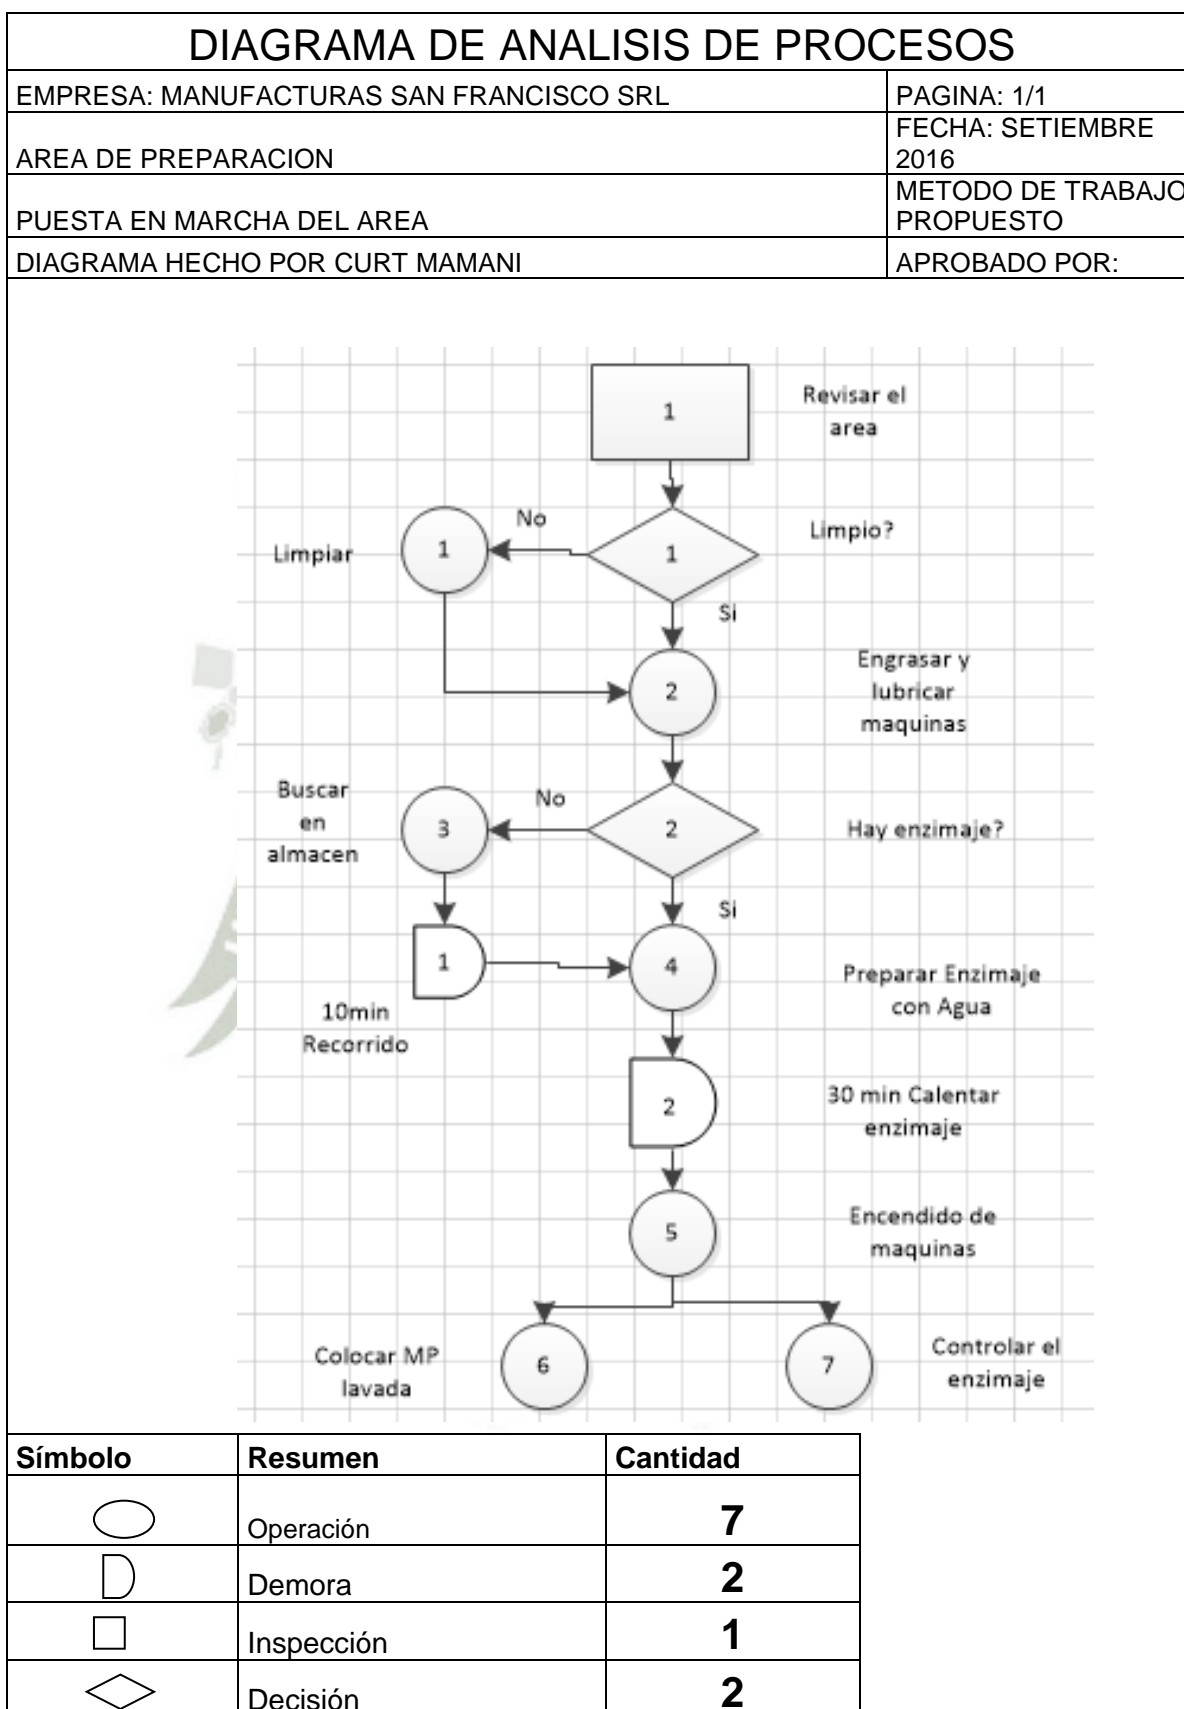 DIAGRAMA DE ANALISIS DE PROCESOS
EMPRESA: MANUFACTURAS SAN FRANCISCO SRL
PAGINA: 1/1
AREA DE PREPARACION
FECHA: SETIEMBRE
2016
PUESTA EN MARCHA DEL AREA
METODO DE TRABAJO
PROPUESTO
DIAGRAMA HECHO POR CURT MAMANI
APROBADO POR:
1
Revisar el
area
Limpiar
1
No
1
Limpio?
Si
2
Engrasar y
lubricar
maquinas
Buscar
en
almacen
3
No
2
Hay enzimaje?
Si
1
10min
Recorrido
4
Preparar Enzimaje
con Agua
2
30 min Calentar
enzimaje
5
Encendido de
maquinas
Colocar MP
lavada
6
7
Controlar el
enzimaje
Símbolo
Resumen
Cantidad
Operación
7
Demora
2
Inspección
1
Decisión
2